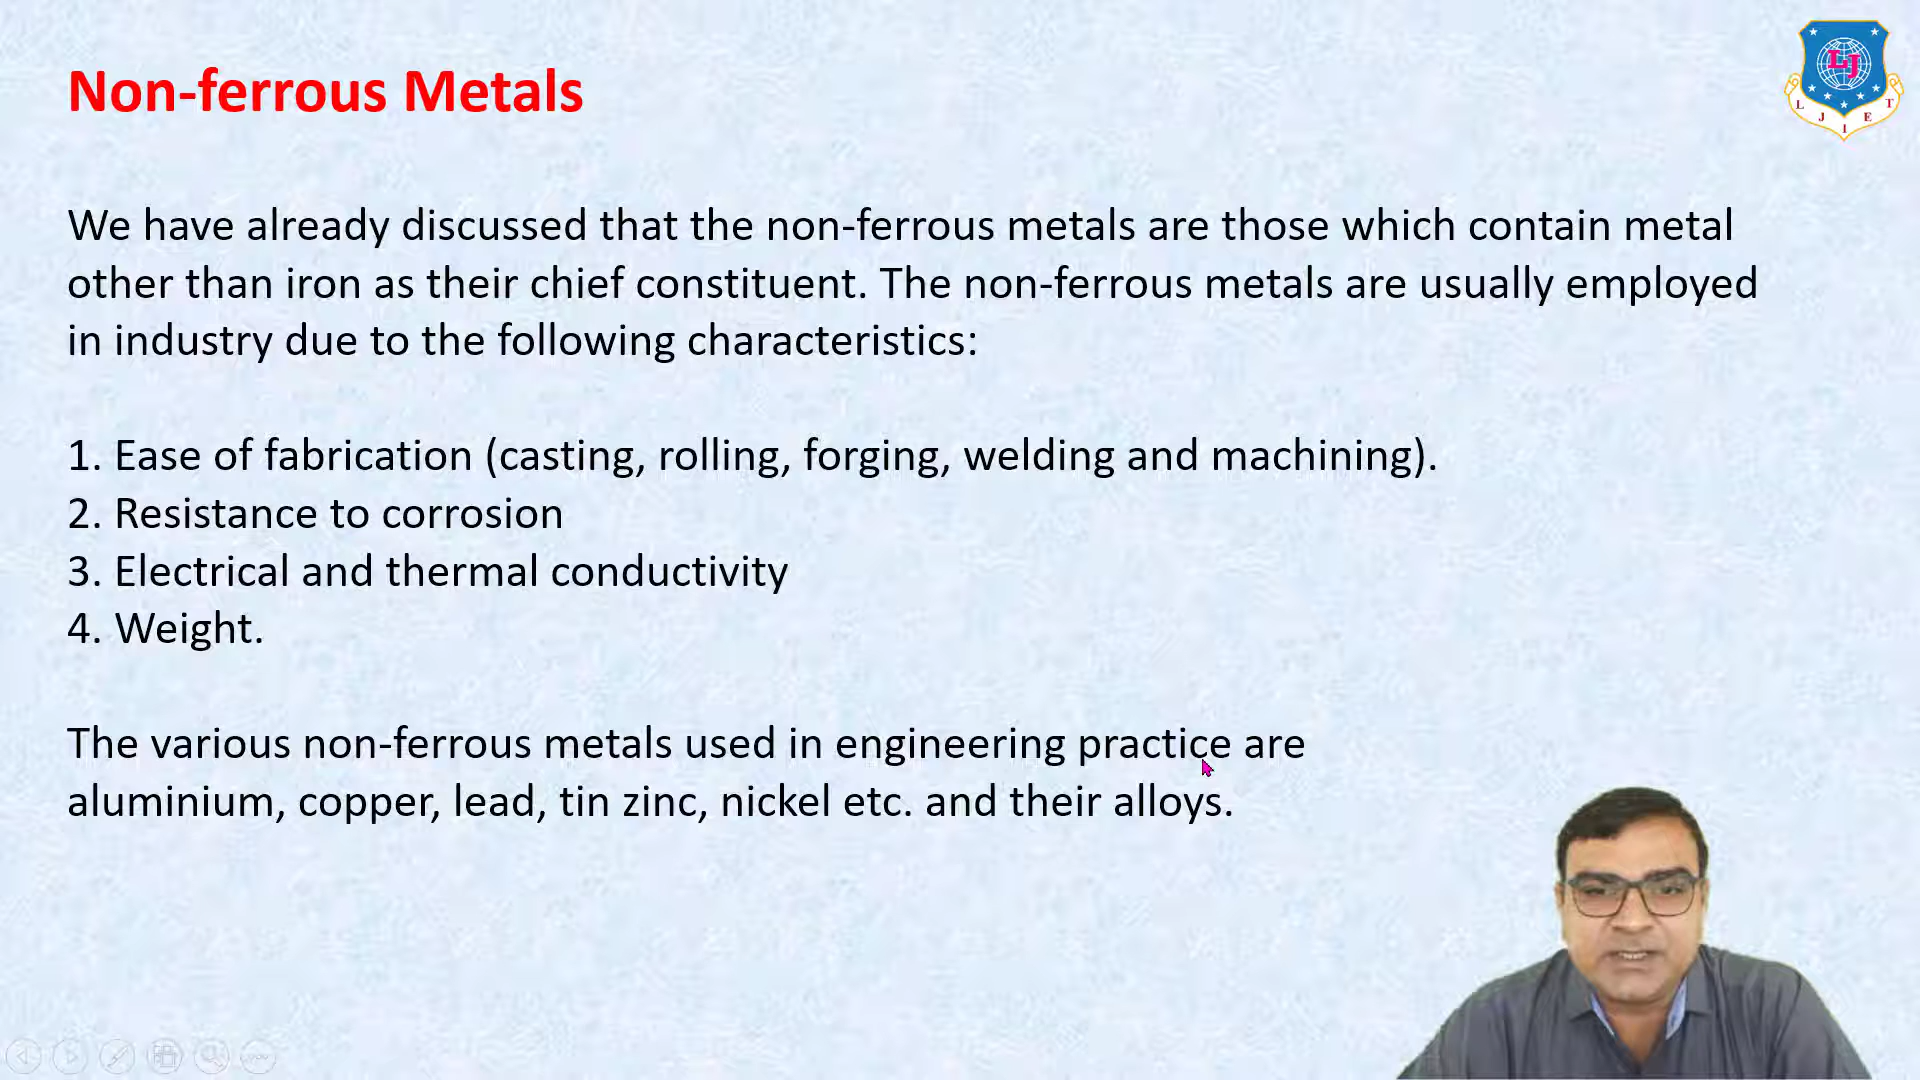 Non-ferrous Metals
We have already discussed that the non-ferrous metals are those which contain metal
other than iron as their chief constituent. The non-ferrous metals are usually employed
in industry due to the following characteristics:
1. Ease of fabrication (casting, rolling, forging, welding and machining).
2. Resistance to corrosion
3. Electrical and thermal conductivity
4. Weight.
The various non-ferrous metals used in engineering practice are
aluminium, copper, lead, tin zinc, nickel etc. and their alloys.
LJ
L J I E T